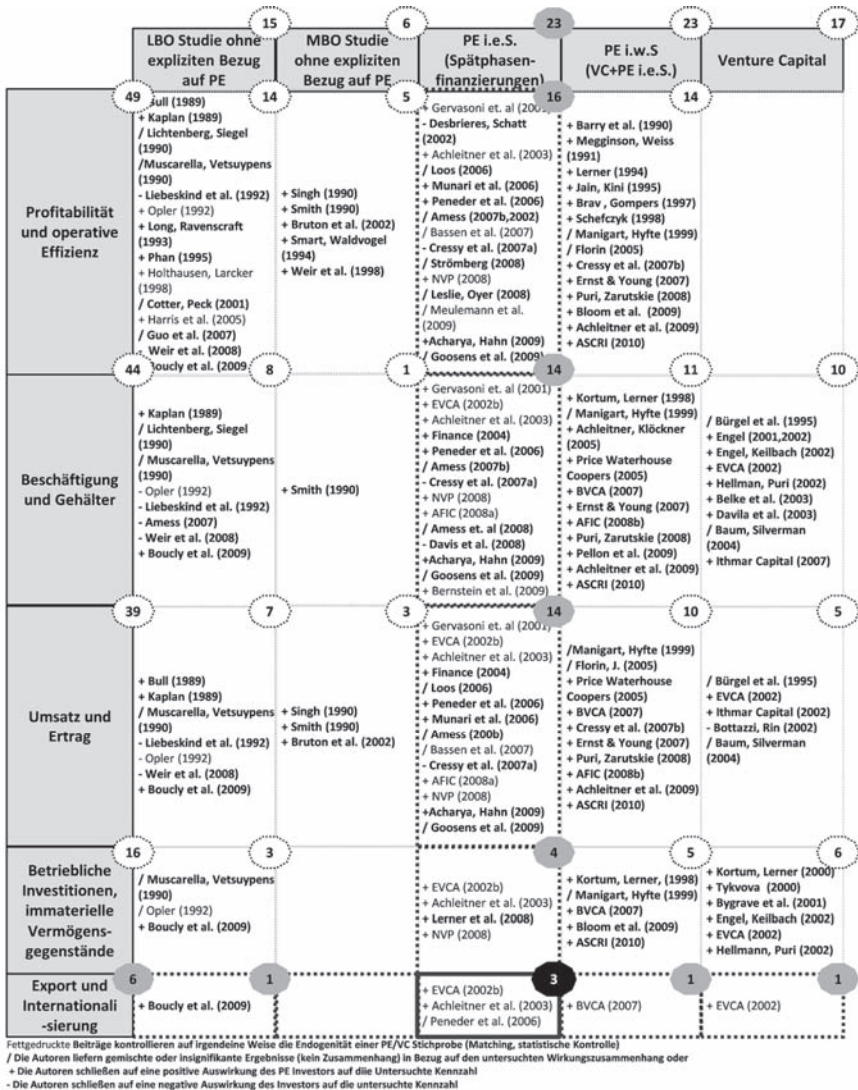 15
6
23
23
17
LBO Studie ohne
expliziten Bezug
auf PE
MBO Studie
ohne expliziten
Bezug auf PE
PE i.e.S.
(Spätphasen-
finanzierungen)
PE i.w.S
(VC+PE i.e.S.)
Venture Capital
49
14
5
16
14
Profitabilität
und operative
Effizienz
+ Bull (1989)
+ Kaplan (1989)
/ Lichtenberg, Siegel
(1990)
/Muscarella, Vetsuypens
(1990)
- Liebeskind et al. (1992)
+ Opler (1992)
+ Long, Ravenscraft
(1993)
+ Phan (1995)
+ Holthausen, Larcker
(1998)
/ Cotter, Peck (2001)
+ Harris et al. (2005)
/ Guo et al. (2007)
- Weir et al. (2008)
Boucly et al. (2009
+ Singh (1990)
+ Smith (1990)
+ Bruton et al. (2002)
+ Smart, Waldvogel
(1994)
+ Weir et al. (1998)
+ Gervasoni et. al (2001)
- Desbrieres, Schatt
(2002)
+ Achleitner et al. (2003)
/ Loos (2006)
+ Munari et al. (2006)
+ Peneder et al. (2006)
/ Amess (2007b,2002)
/ Bassen et al. (2007)
- Cressy et al. (2007a)
/ Strömberg (2008)
+ NVP (2008)
/ Leslie, Oyer (2008)
/ Meulemann et al.
(2009)
+Acharya, Hahn (2009)
/ Goosens et al. (2009)
+ Barry et al. (1990)
+ Megginson, Weiss
(1991)
+ Lerner (1994)
+ Jain, Kini (1995)
+ Brav , Gompers (1997)
+ Schefczyk (1998)
/ Manigart, Hyfte (1999)
/ Florin (2005)
+ Cressy et al. (2007b)
+ Ernst & Young (2007)
+ Puri, Zarutskie (2008)
+ Bloom et al. (2009)
+ Achleitner et al. (2009)
+ ASCRI (2010)
44
8
1
14
11
10
Beschäftigung
und Gehälter
+ Kaplan (1989)
/ Lichtenberg, Siegel
(1990)
/ Muscarella, Vetsuypens
(1990)
- Opler (1992)
- Liebeskind et al. (1992)
- Amess (2007)
- Weir et al. (2008)
+ Boucly et al. (2009)
+ Smith (1990)
+ Gervasoni et al. (2001)
+ EVCA (2002b)
+ Achleitner et al. (2003)
+ Finance (2004)
+ Peneder et al. (2006)
/ Amess (2007b)
- Cressy et al. (2007a)
+ NVP (2008)
+ AFIC (2008a)
/ Amess et. al (2008)
- Davis et al. (2008)
+Acharya, Hahn (2009)
/ Goosens et al. (2009)
+ Bernstein et al. (2009)
+ Kortum, Lerner (1998)
/ Manigart, Hyfte (1999)
+ Achleitner, Klöckner
(2005)
+ Price Waterhouse
Coopers (2005)
+ BVCA (2007)
+ Ernst & Young (2007)
+ AFIC (2008b)
+ Puri, Zarutskie (2008)
+ Pellon et al. (2009)
+ Achleitner et al. (2009)
+ ASCRI (2010)
/ Bürgel et al. (1995)
+ Engel (2001,2002)
+ Engel, Keilbach (2002)
+ EVCA (2002)
+ Hellman, Puri (2002)
+ Belke et al. (2003)
+ Davila et al. (2003)
/ Baum, Silverman
(2004)
+ Ithmar Capital (2007)
39
7
3
14
10
5
Umsatz und
Ertrag
+ Bull (1989)
+ Kaplan (1989)
/ Muscarella, Vetsuypens
(1990)
- Liebeskind et al. (1992)
- Opler (1992)
- Weir et al. (2008)
+ Boucly et al. (2009)
+ Singh (1990)
+ Smith (1990)
+ Bruton et al. (2002)
+ Gervasoni et. al (2001)
+ EVCA (2002b)
+ Achleitner et al. (2003)
+ Finance (2004)
/ Loos (2006)
+ Peneder et al. (2006)
+ Munari et al. (2006)
/ Amess (200b)
/ Bassen et al. (2007)
- Cressy et al. (2007a)
+ AFIC (2008a)
+ NVP (2008)
+Acharya, Hahn (2009)
/ Goosens et al. (2009)
/Manigart, Hyfte (1999)
/ Florin, J. (2005)
+ Price Waterhouse
Coopers (2005)
+ BVCA (2007)
+ Cressy et al. (2007b)
+ Ernst & Young (2007)
+ Puri, Zarutskie (2008)
+ AFIC (2008b)
+ Achleitner et al. (2009)
+ ASCRI (2010)
/ Bürgel et al. (1995)
+ EVCA (2002)
+ Ithmar Capital (2002)
- Bottazzi, Rin (2002)
/ Baum, Silverman
(2004)
16
3
4
5
6
Betriebliche
Investitionen,
immaterielle
Vermögens-
gegenstände
/ Muscarella, Vetsuypens
(1990)
/ Opler (1992)
+ Boucly et al. (2009)
+ EVCA (2002b)
+ Achleitner et al. (2003)
+ Lerner et al. (2008)
+ NVP (2008)
+ Kortum, Lerner, (1998)
/ Manigart, Hyfte (1999)
+ BVCA (2007)
+ Bloom et al. (2009)
+ ASCRI (2010)
+ Kortum, Lerner (2000)
+ Tykvova (2000)
+ Bygrave et al. (2001)
+ Engel, Keilbach (2002)
+ EVCA (2002)
+ Hellmann, Puri (2002)
6
1
3
1
1
Export und
Internationali
-sierung
+ Boucly et al. (2009)
+ EVCA (2002b)
+ Achleitner et al. (2003)
/ Peneder et al. (2006)
+ BVCA (2007)
+ EVCA (2002)
Fettgedruckte Beiträge kontrollieren auf irgendeine Weise die Endogenität einer PE/VC Stichprobe (Matching, statistische Kontrolle)
/ Die Autoren liefern gemischte oder insignifikante Ergebnisse (kein Zusammenhang) in Bezug auf den untersuchten Wirkungszusammenhang oder
+ Die Autoren schließen auf eine positive Auswirkung des PE Investors auf diie Untersuchte Kennzahl
- Die Autoren schließen auf eine negative Auswirkung des Investors auf die untersuchte Kennzahl